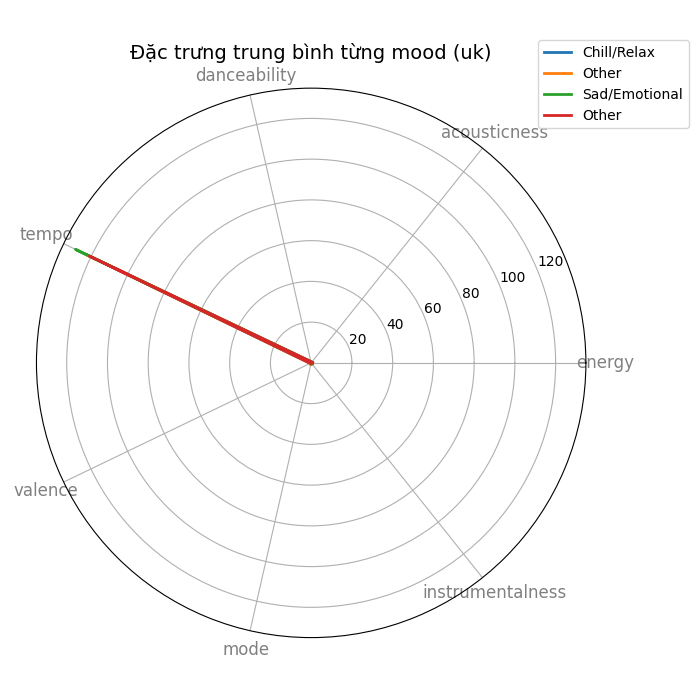 Đặc trưng trung bình từng mood (uk)
Chill/Relax
Other
Sad/Emotional
Other
danceability
acousticness
tempo
energy
valence
mode
instrumentalness
20
40
60
80
100
120